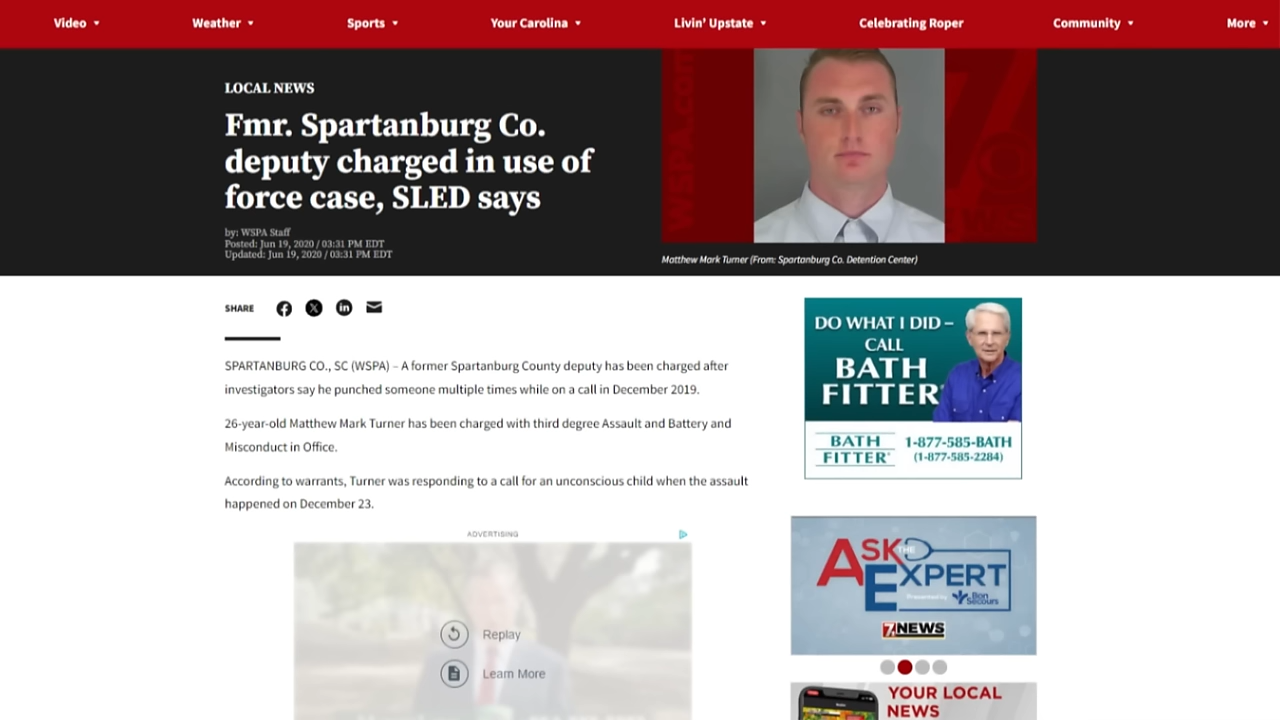 Video
Weather
Sports
Your Carolina
Livin' Upstate
Celebrating Roper
Community
More
LOCAL NEWS
Fmr. Spartanburg Co.
deputy charged in use of
force case, SLED says
by: WSPA Staff
Posted: Jun 19, 2020 / 03:31 PM EDT
Updated: Jun 19, 2020 / 03:31 PM EDT
WSPA.com
7
Matthew Mark Turner (From: Spartanburg Co. Detention Center)
SHARE
SPARTANBURG CO., SC (WSPA) – A former Spartanburg County deputy has been charged after
investigators say he punched someone multiple times while on a call in December 2019.
26-year-old Matthew Mark Turner has been charged with third degree Assault and Battery and
Misconduct in Office.
According to warrants, Turner was responding to a call for an unconscious child when the assault
happened on December 23.
ADVERTISING
Replay
Learn More
DO WHAT I DID –
CALL
BATH
FITTER®
BATH
FITTER®
1-877-585-BATH
(1-877-585-2284)
ASK THE
EXPERT
Presented by Bon
Secours
7NEWS
YOUR LOCAL
NEWS